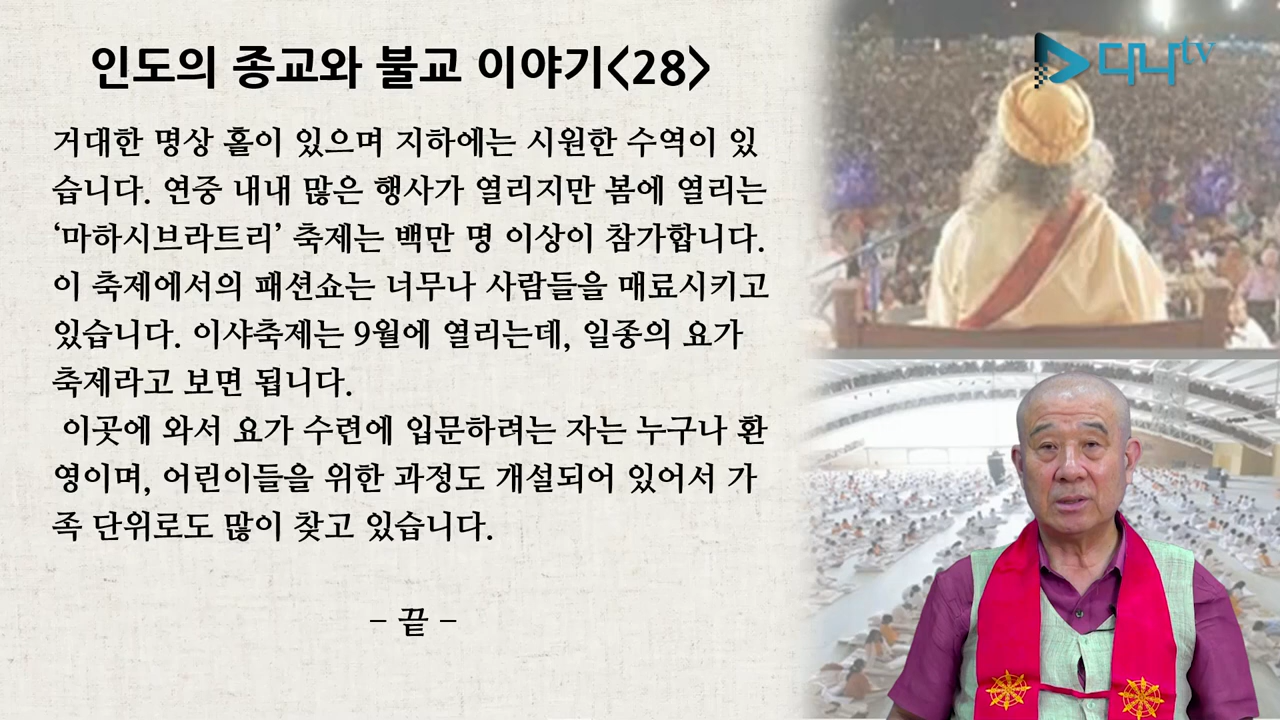 인도의 종교와 불교 이야기<28>
다나tv
거대한 명상 홀이 있으며 지하에는 시원한 수역이 있
습니다. 연중 내내 많은 행사가 열리지만 봄에 열리는
‘마하시브라트리’ 축제는 백만 명 이상이 참가합니다.
이 축제에서의 패션쇼는 너무나 사람들을 매료시키고
있습니다. 이샤축제는 9월에 열리는데, 일종의 요가
축제라고 보면 됩니다.
이곳에 와서 요가 수련에 입문하려는 자는 누구나 환
영이며, 어린이들을 위한 과정도 개설되어 있어서 가
족 단위로도 많이 찾고 있습니다.
– 끝 –